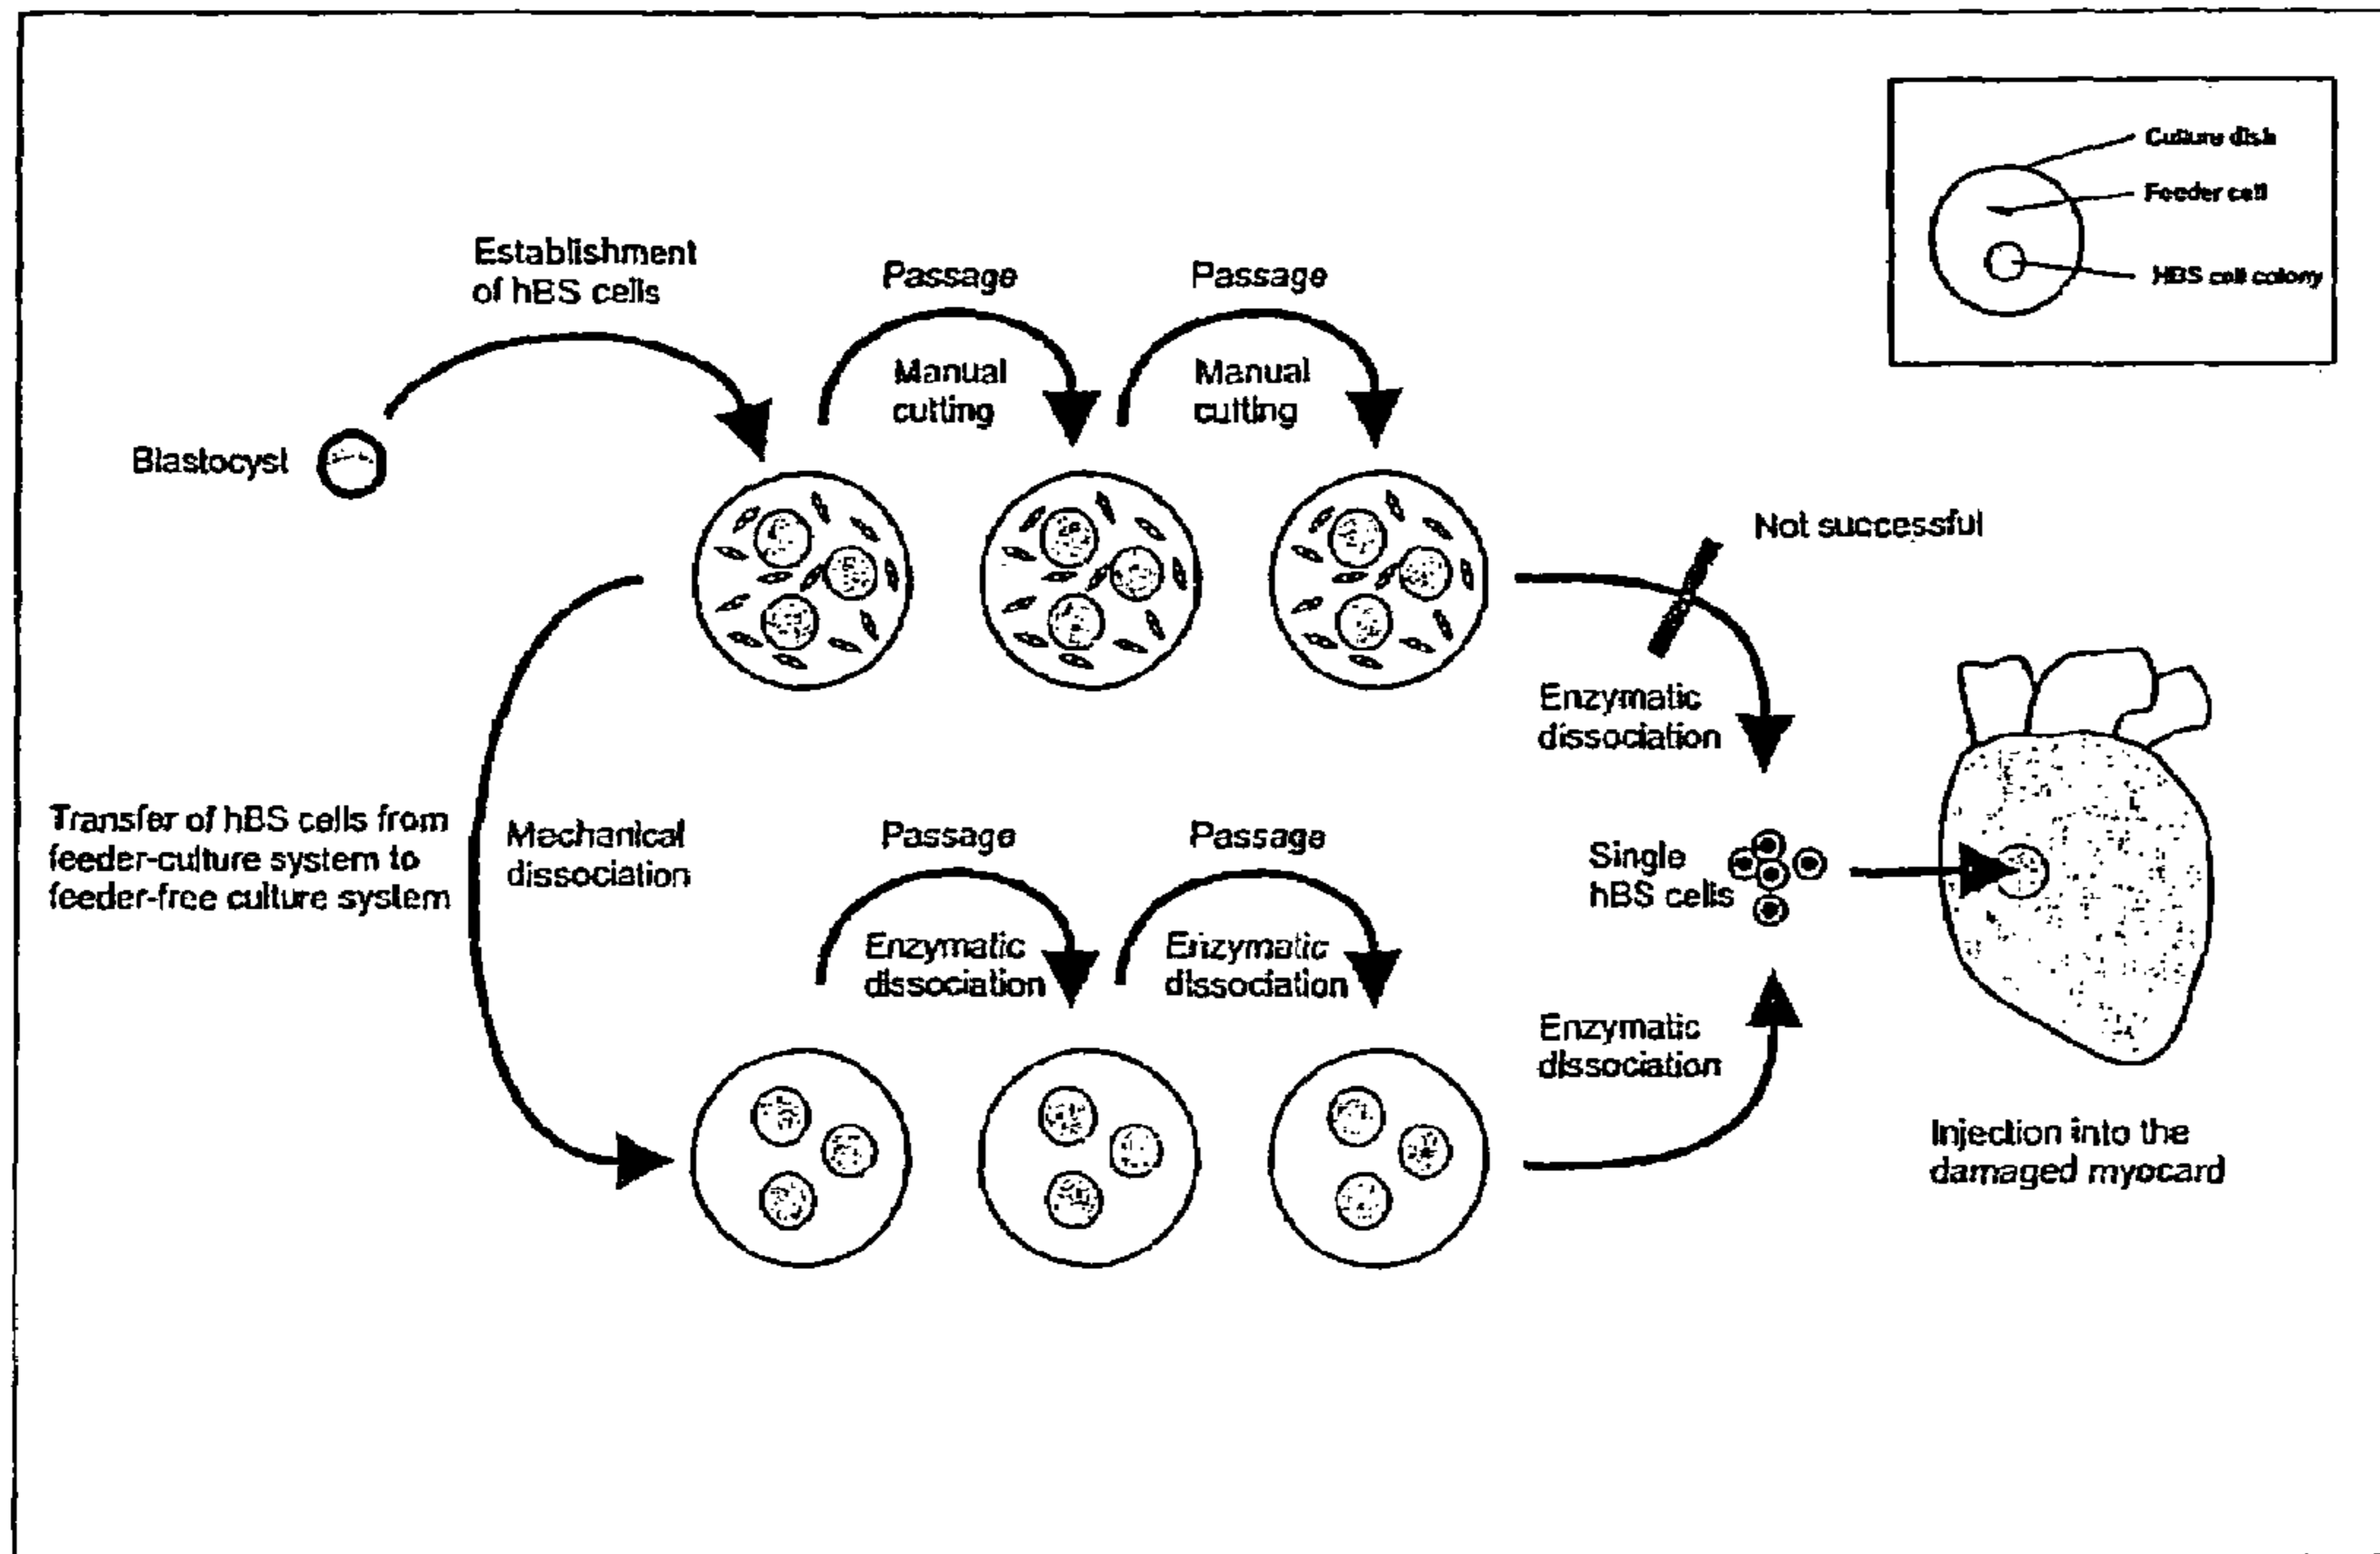 Culture dish
Feeder cell
HBS cell colony
Establishment
of hBS cells
Passage
Passage
Manual
cutting
Manual
cutting
Blastocyst
Not successful
Enzymatic
dissociation
Transfer of hBS cells from
feeder-culture system to
feeder-free culture system
Mechanical
dissociation
Passage
Passage
Enzymatic
dissociation
Enzymatic
dissociation
Single
hBS cells
Enzymatic
dissociation
Injection into the
damaged myocard